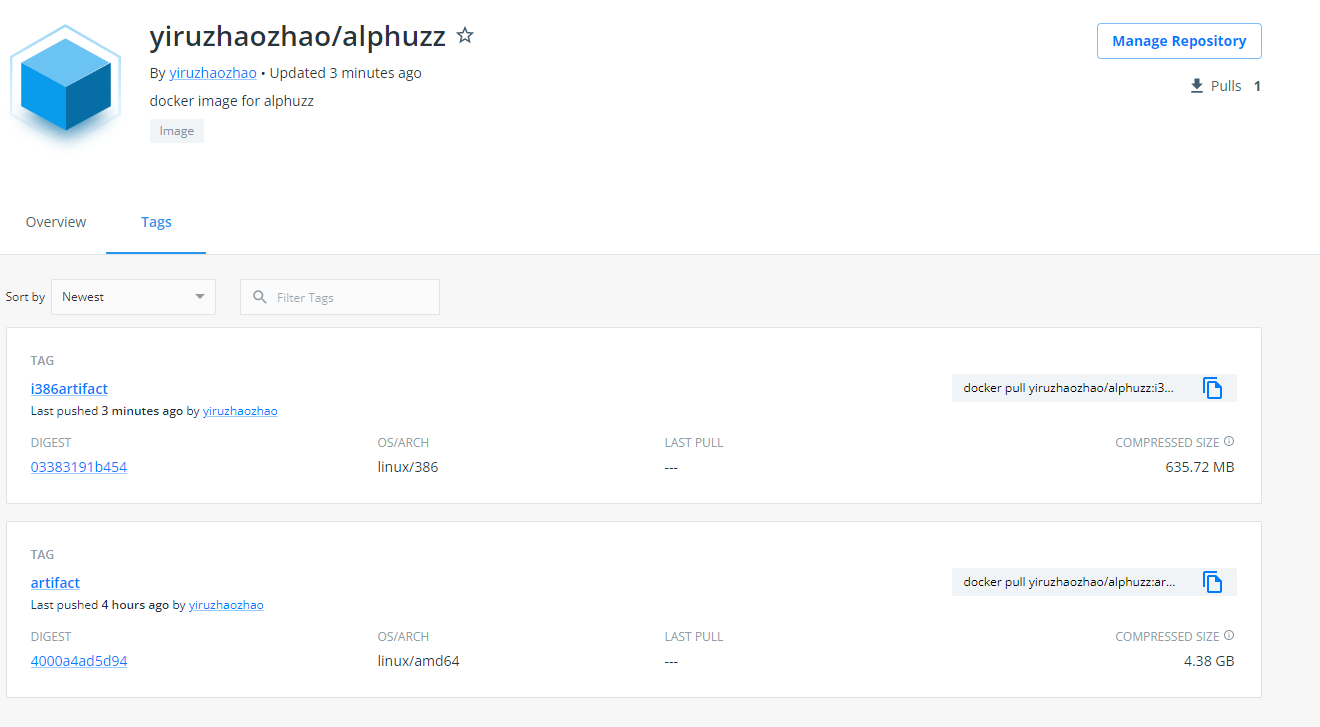 yiruzhaozhao/alphuzz
Manage Repository
By yiruzhaozhao • Updated 3 minutes ago
Pulls 1
docker image for alphuzz
Image
Overview
Tags
Sort by
Newest
Filter Tags
TAG
i386artifact
docker pull yiruzhaozhao/alphuzz:i3...
Last pushed 3 minutes ago by yiruzhaozhao
DIGEST
OS/ARCH
LAST PULL
COMPRESSED SIZE
03383191b454
linux/386
---
635.72 MB
TAG
artifact
docker pull yiruzhaozhao/alphuzz:ar...
Last pushed 4 hours ago by yiruzhaozhao
DIGEST
OS/ARCH
LAST PULL
COMPRESSED SIZE
4000a4ad5d94
linux/amd64
---
4.38 GB